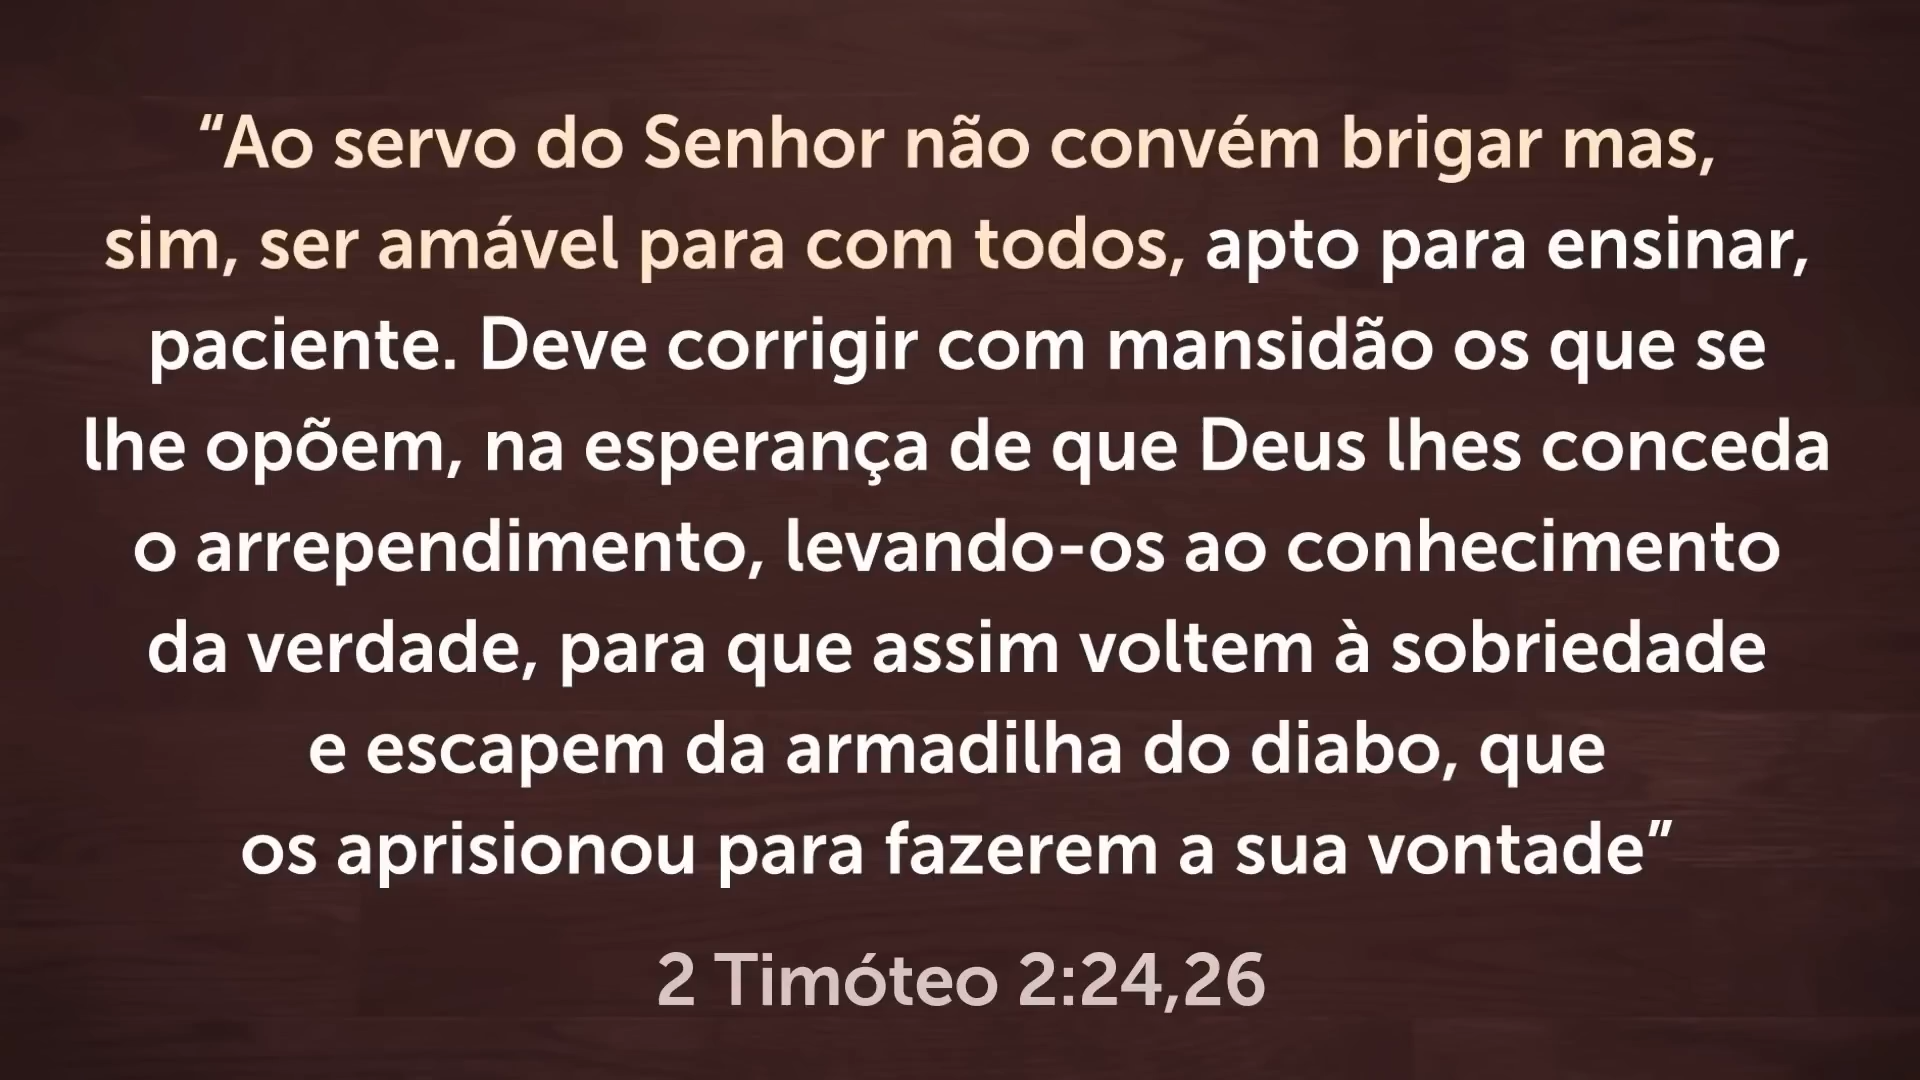 “Ao servo do Senhor não convém brigar mas,
sim, ser amável para com todos, apto para ensinar,
paciente. Deve corrigir com mansidão os que se
lhe opõem, na esperança de que Deus lhes conceda
o arrependimento, levando-os ao conhecimento
da verdade, para que assim voltem à sobriedade
e escapem da armadilha do diabo, que
os aprisionou para fazerem a sua vontade”
2 Timóteo 2:24,26